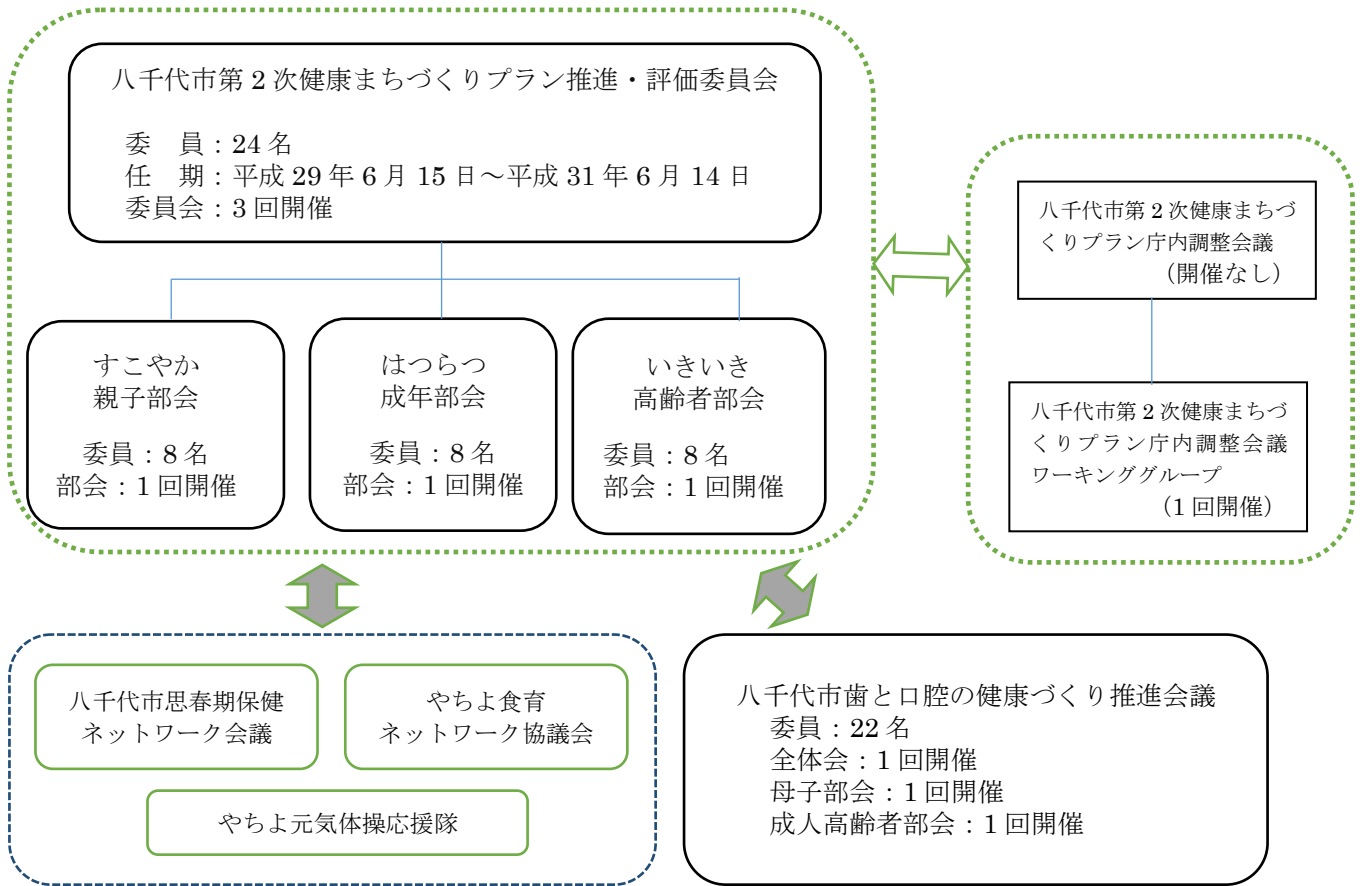 八千代市第2次健康まちづくりプラン推進・評価委員会
委　員：24名
任　期：平成29年6月15日～平成31年6月14日
委員会：3回開催
すこやか
親子部会
委員：8名
部会：1回開催
はつらつ
成年部会
委員：8名
部会：1回開催
いきいき
高齢者部会
委員：8名
部会：1回開催
八千代市第2次健康まちづ
くりプラン庁内調整会議
（開催なし）
八千代市第2次健康まちづ
くりプラン庁内調整会議
ワーキンググループ
（1回開催）
八千代市思春期保健
ネットワーク会議
やちよ食育
ネットワーク協議会
やちよ元気体操応援隊
八千代市歯と口腔の健康づくり推進会議
委員：22名
全体会：1回開催
母子部会：1回開催
成人高齢者部会：1回開催